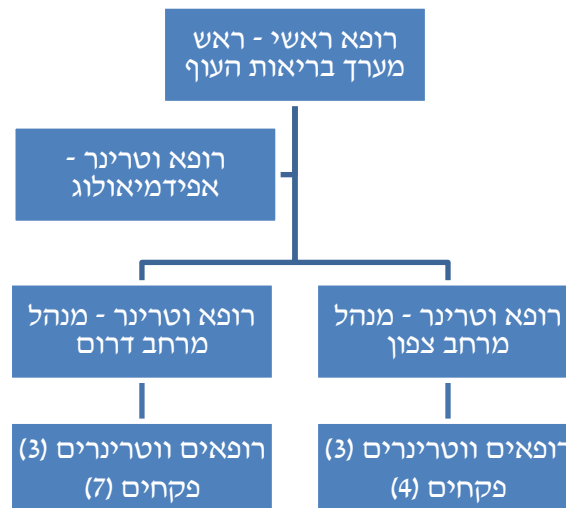 רופא ראשי - ראש
מערך בריאות העוף
רופא וטרינר -
אפידמיאולוג
רופא וטרינר - מנהל
מרחב צפון
רופא וטרינר - מנהל
מרחב דרום
רופאים ווטרינרים (3)
פקחים (4)
רופאים ווטרינרים (3)
פקחים (7)